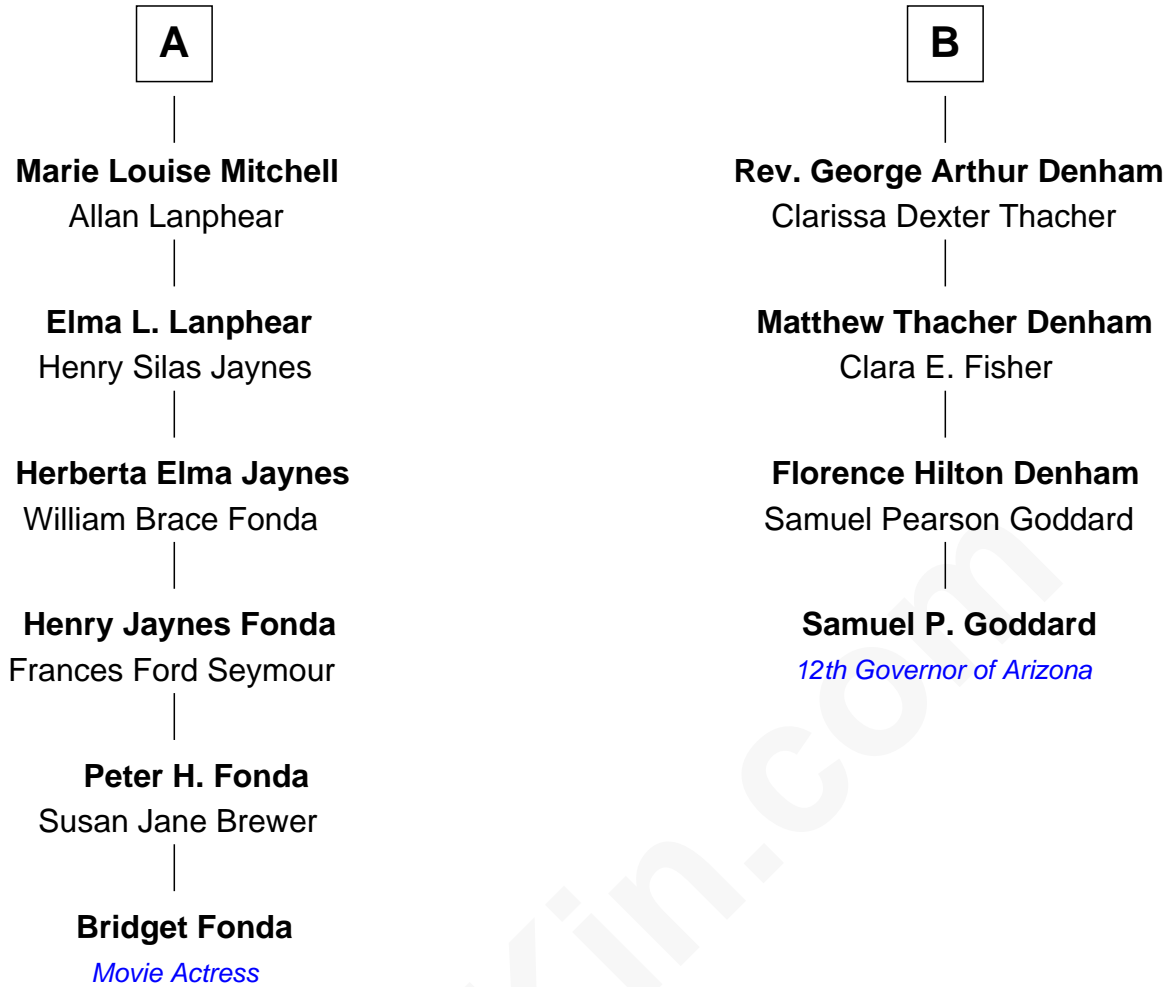 A
Marie Louise Mitchell
Allan Lanphear
Elma L. Lanphear
Henry Silas Jaynes
Herberta Elma Jaynes
William Brace Fonda
Henry Jaynes Fonda
Frances Ford Seymour
Peter H. Fonda
Susan Jane Brewer
Bridget Fonda
Movie Actress
B
Rev. George Arthur Denham
Clarissa Dexter Thacher
Matthew Thacher Denham
Clara E. Fisher
Florence Hilton Denham
Samuel Pearson Goddard
Samuel P. Goddard
12th Governor of Arizona
Kin.com